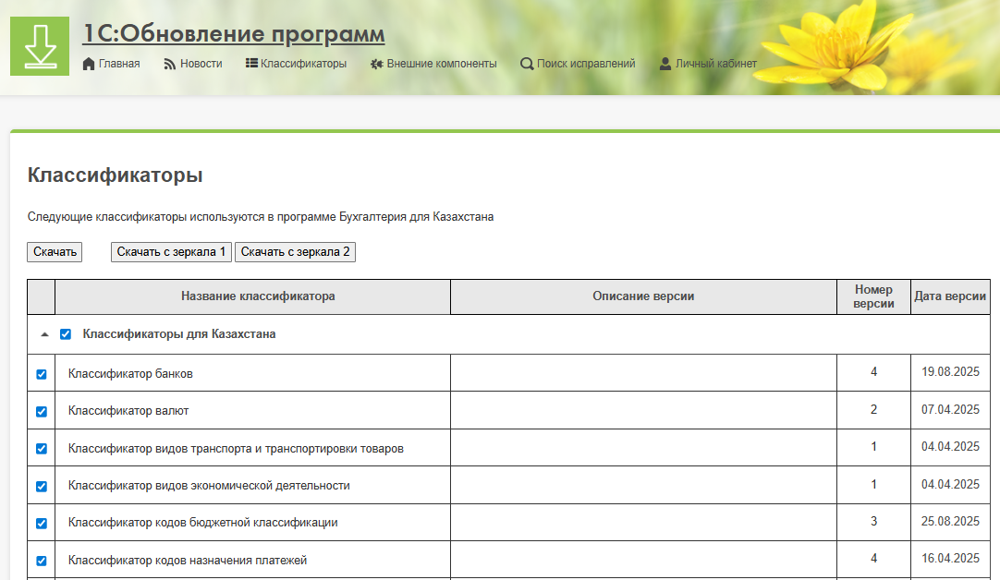 1С:Обновление программ
Главная Новости Классификаторы Внешние компоненты Поиск исправлений Личный кабинет
Классификаторы
Следующие классификаторы используются в программе Бухгалтерия для Казахстана
Скачать Скачать с зеркала 1 Скачать с зеркала 2
Название классификатора Описание версии Номер версии Дата версии
Классификаторы для Казахстана
Классификатор банков 4 19.08.2025
Классификатор валют 2 07.04.2025
Классификатор видов транспорта и транспортировки товаров 1 04.04.2025
Классификатор видов экономической деятельности 1 04.04.2025
Классификатор кодов бюджетной классификации 3 25.08.2025
Классификатор кодов назначения платежей 4 16.04.2025